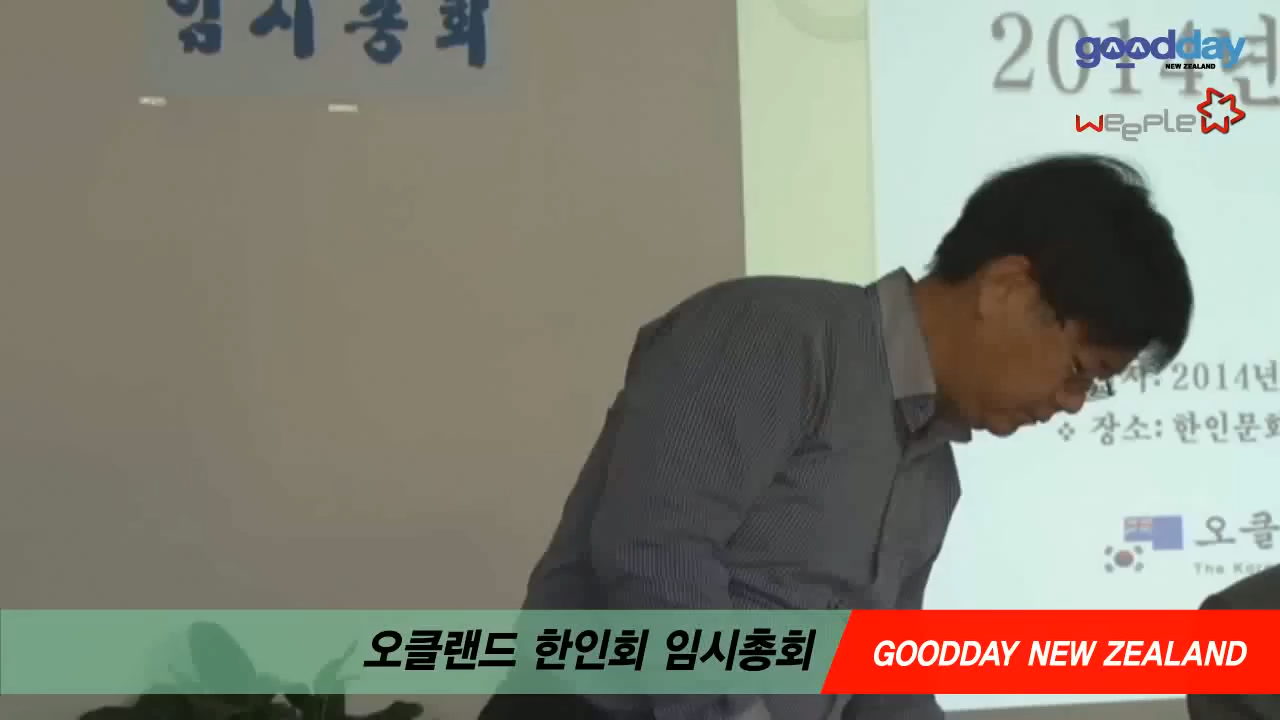 임시총회
2014년
goodday
NEW ZEALAND
weeple
2014년
장소: 한인문화
오클
The Kor
오클랜드 한인회 임시총회
GOODDAY NEW ZEALAND